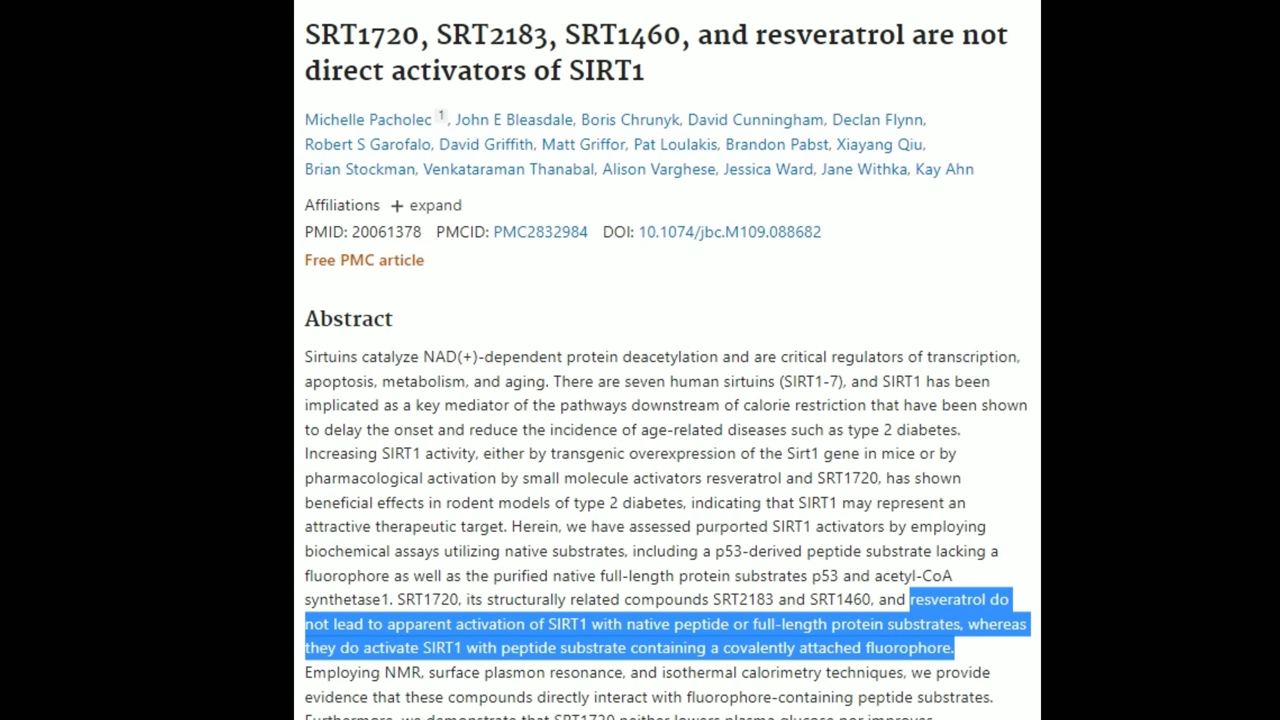 SRT1720, SRT2183, SRT1460, and resveratrol are not
direct activators of SIRT1
Michelle Pacholec 1, John E Bleasdale, Boris Chrunyk, David Cunningham, Declan Flynn,
Robert S Garofalo, David Griffith, Matt Griffor, Pat Loulakis, Brandon Pabst, Xiayang Qiu,
Brian Stockman, Venkataraman Thanabal, Alison Varghese, Jessica Ward, Jane Withka, Kay Ahn
Affiliations + expand
PMID: 20061378 PMCID: PMC2832984 DOI: 10.1074/jbc.M109.088682
Free PMC article
Abstract
Sirtuins catalyze NAD(+)-dependent protein deacetylation and are critical regulators of transcription,
apoptosis, metabolism, and aging. There are seven human sirtuins (SIRT1-7), and SIRT1 has been
implicated as a key mediator of the pathways downstream of calorie restriction that have been shown
to delay the onset and reduce the incidence of age-related diseases such as type 2 diabetes.
Increasing SIRT1 activity, either by transgenic overexpression of the Sirt1 gene in mice or by
pharmacological activation by small molecule activators resveratrol and SRT1720, has shown
beneficial effects in rodent models of type 2 diabetes, indicating that SIRT1 may represent an
attractive therapeutic target. Herein, we have assessed purported SIRT1 activators by employing
biochemical assays utilizing native substrates, including a p53-derived peptide substrate lacking a
fluorophore as well as the purified native full-length protein substrates p53 and acetyl-CoA
synthetase1. SRT1720, its structurally related compounds SRT2183 and SRT1460, and resveratrol do
not lead to apparent activation of SIRT1 with native peptide or full-length protein substrates, whereas
they do activate SIRT1 with peptide substrate containing a covalently attached fluorophore.
Employing NMR, surface plasmon resonance, and isothermal calorimetry techniques, we provide
evidence that these compounds directly interact with fluorophore-containing peptide substrates.
Furthermore, we demonstrate that SRT1720 neither lowers plasma glucose nor improves